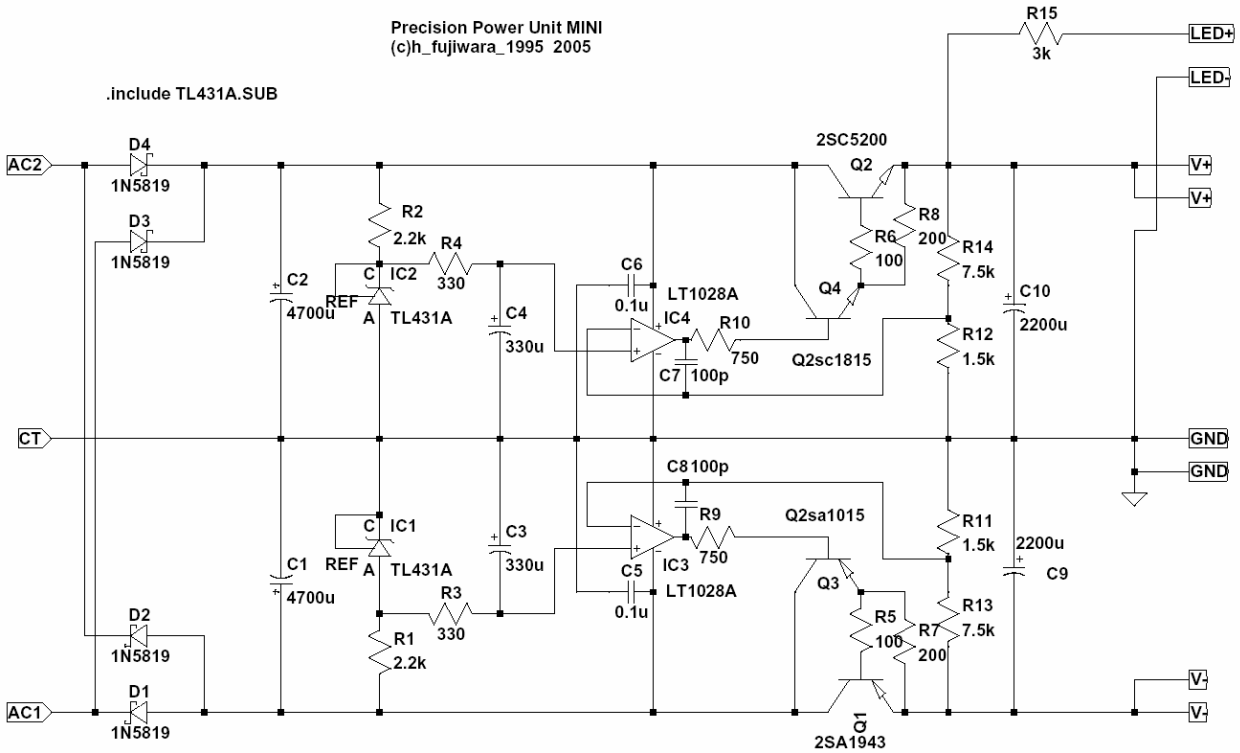 Precision Power Unit MINI
(c)h_fujiwara_1995 2005
R15
3k
LED+
LED-
.include TL431A.SUB
2SC5200
Q2
D4
AC2
1N5819
V+
V+
D3
1N5819
R2
2.2k
R8
200
R6
100
R14
7.5k
R4
330
C2
4700u
C IC2
REF
A TL431A
C6
0.1u
LT1028A
IC4
Q4
C10
2200u
C4
330u
R10
750
R12
1.5k
Q2sc1815
C7
100p
CT
GND
GND
C8
100p
C IC1
REF
A TL431A
C3
330u
R9
750
Q2sa1015
R11
1.5k
2200u
C9
C1
4700u
IC3
LT1028A
C5
0.1u
Q3
R3
330
D2
1N5819
R1
2.2k
R5
100
R7
200
R13
7.5k
V-
D1
AC1
1N5819
V-
Q1
2SA1943